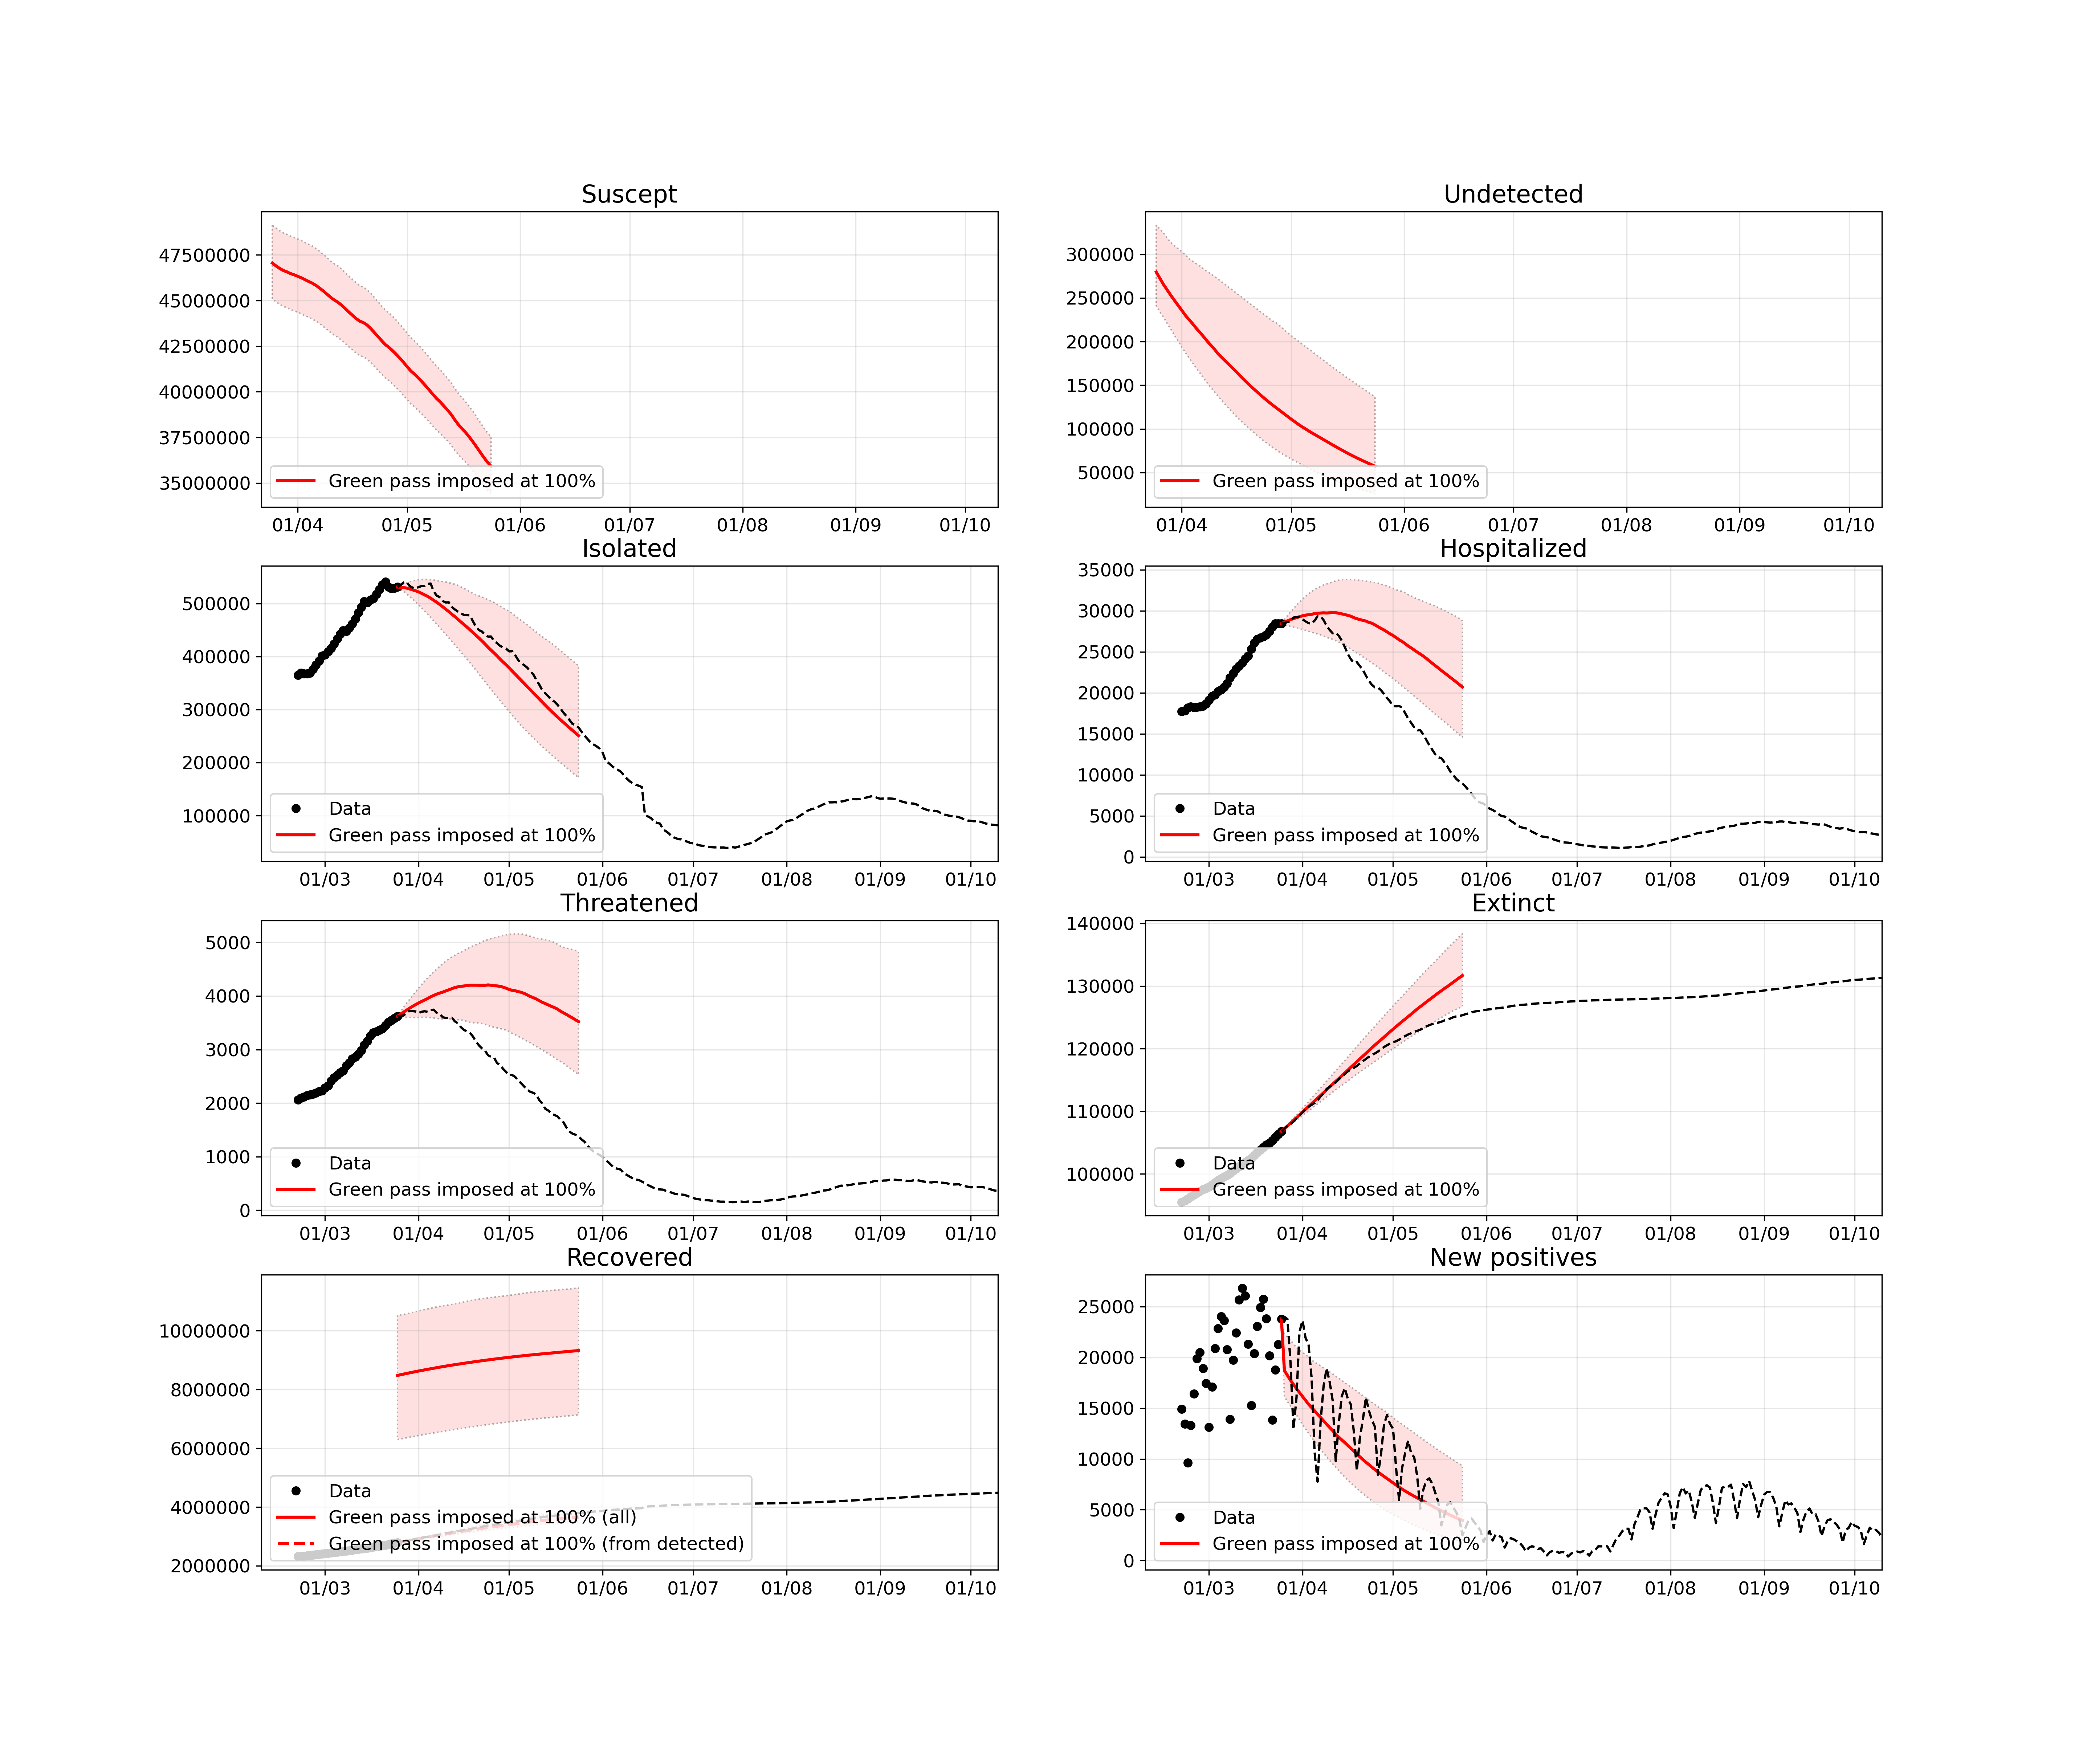 Suscept
47500000
45000000
42500000
40000000
37500000
35000000
Green pass imposed at 100%
01/04 01/05 01/06 01/07 01/08 01/09 01/10
Undetected
300000
250000
200000
150000
100000
50000
Green pass imposed at 100%
01/04 01/05 01/06 01/07 01/08 01/09 01/10
Isolated
500000
400000
300000
200000
100000
Data
Green pass imposed at 100%
01/03 01/04 01/05 01/06 01/07 01/08 01/09 01/10
Hospitalized
35000
30000
25000
20000
15000
10000
5000
0
Data
Green pass imposed at 100%
01/03 01/04 01/05 01/06 01/07 01/08 01/09 01/10
Threatened
5000
4000
3000
2000
1000
0
Data
Green pass imposed at 100%
01/03 01/04 01/05 01/06 01/07 01/08 01/09 01/10
Extinct
140000
130000
120000
110000
100000
Data
Green pass imposed at 100%
01/03 01/04 01/05 01/06 01/07 01/08 01/09 01/10
Recovered
10000000
8000000
6000000
4000000
2000000
Data
Green pass imposed at 100% (all)
Green pass imposed at 100% (from detected)
01/03 01/04 01/05 01/06 01/07 01/08 01/09 01/10
New positives
25000
20000
15000
10000
5000
0
Data
Green pass imposed at 100%
01/03 01/04 01/05 01/06 01/07 01/08 01/09 01/10